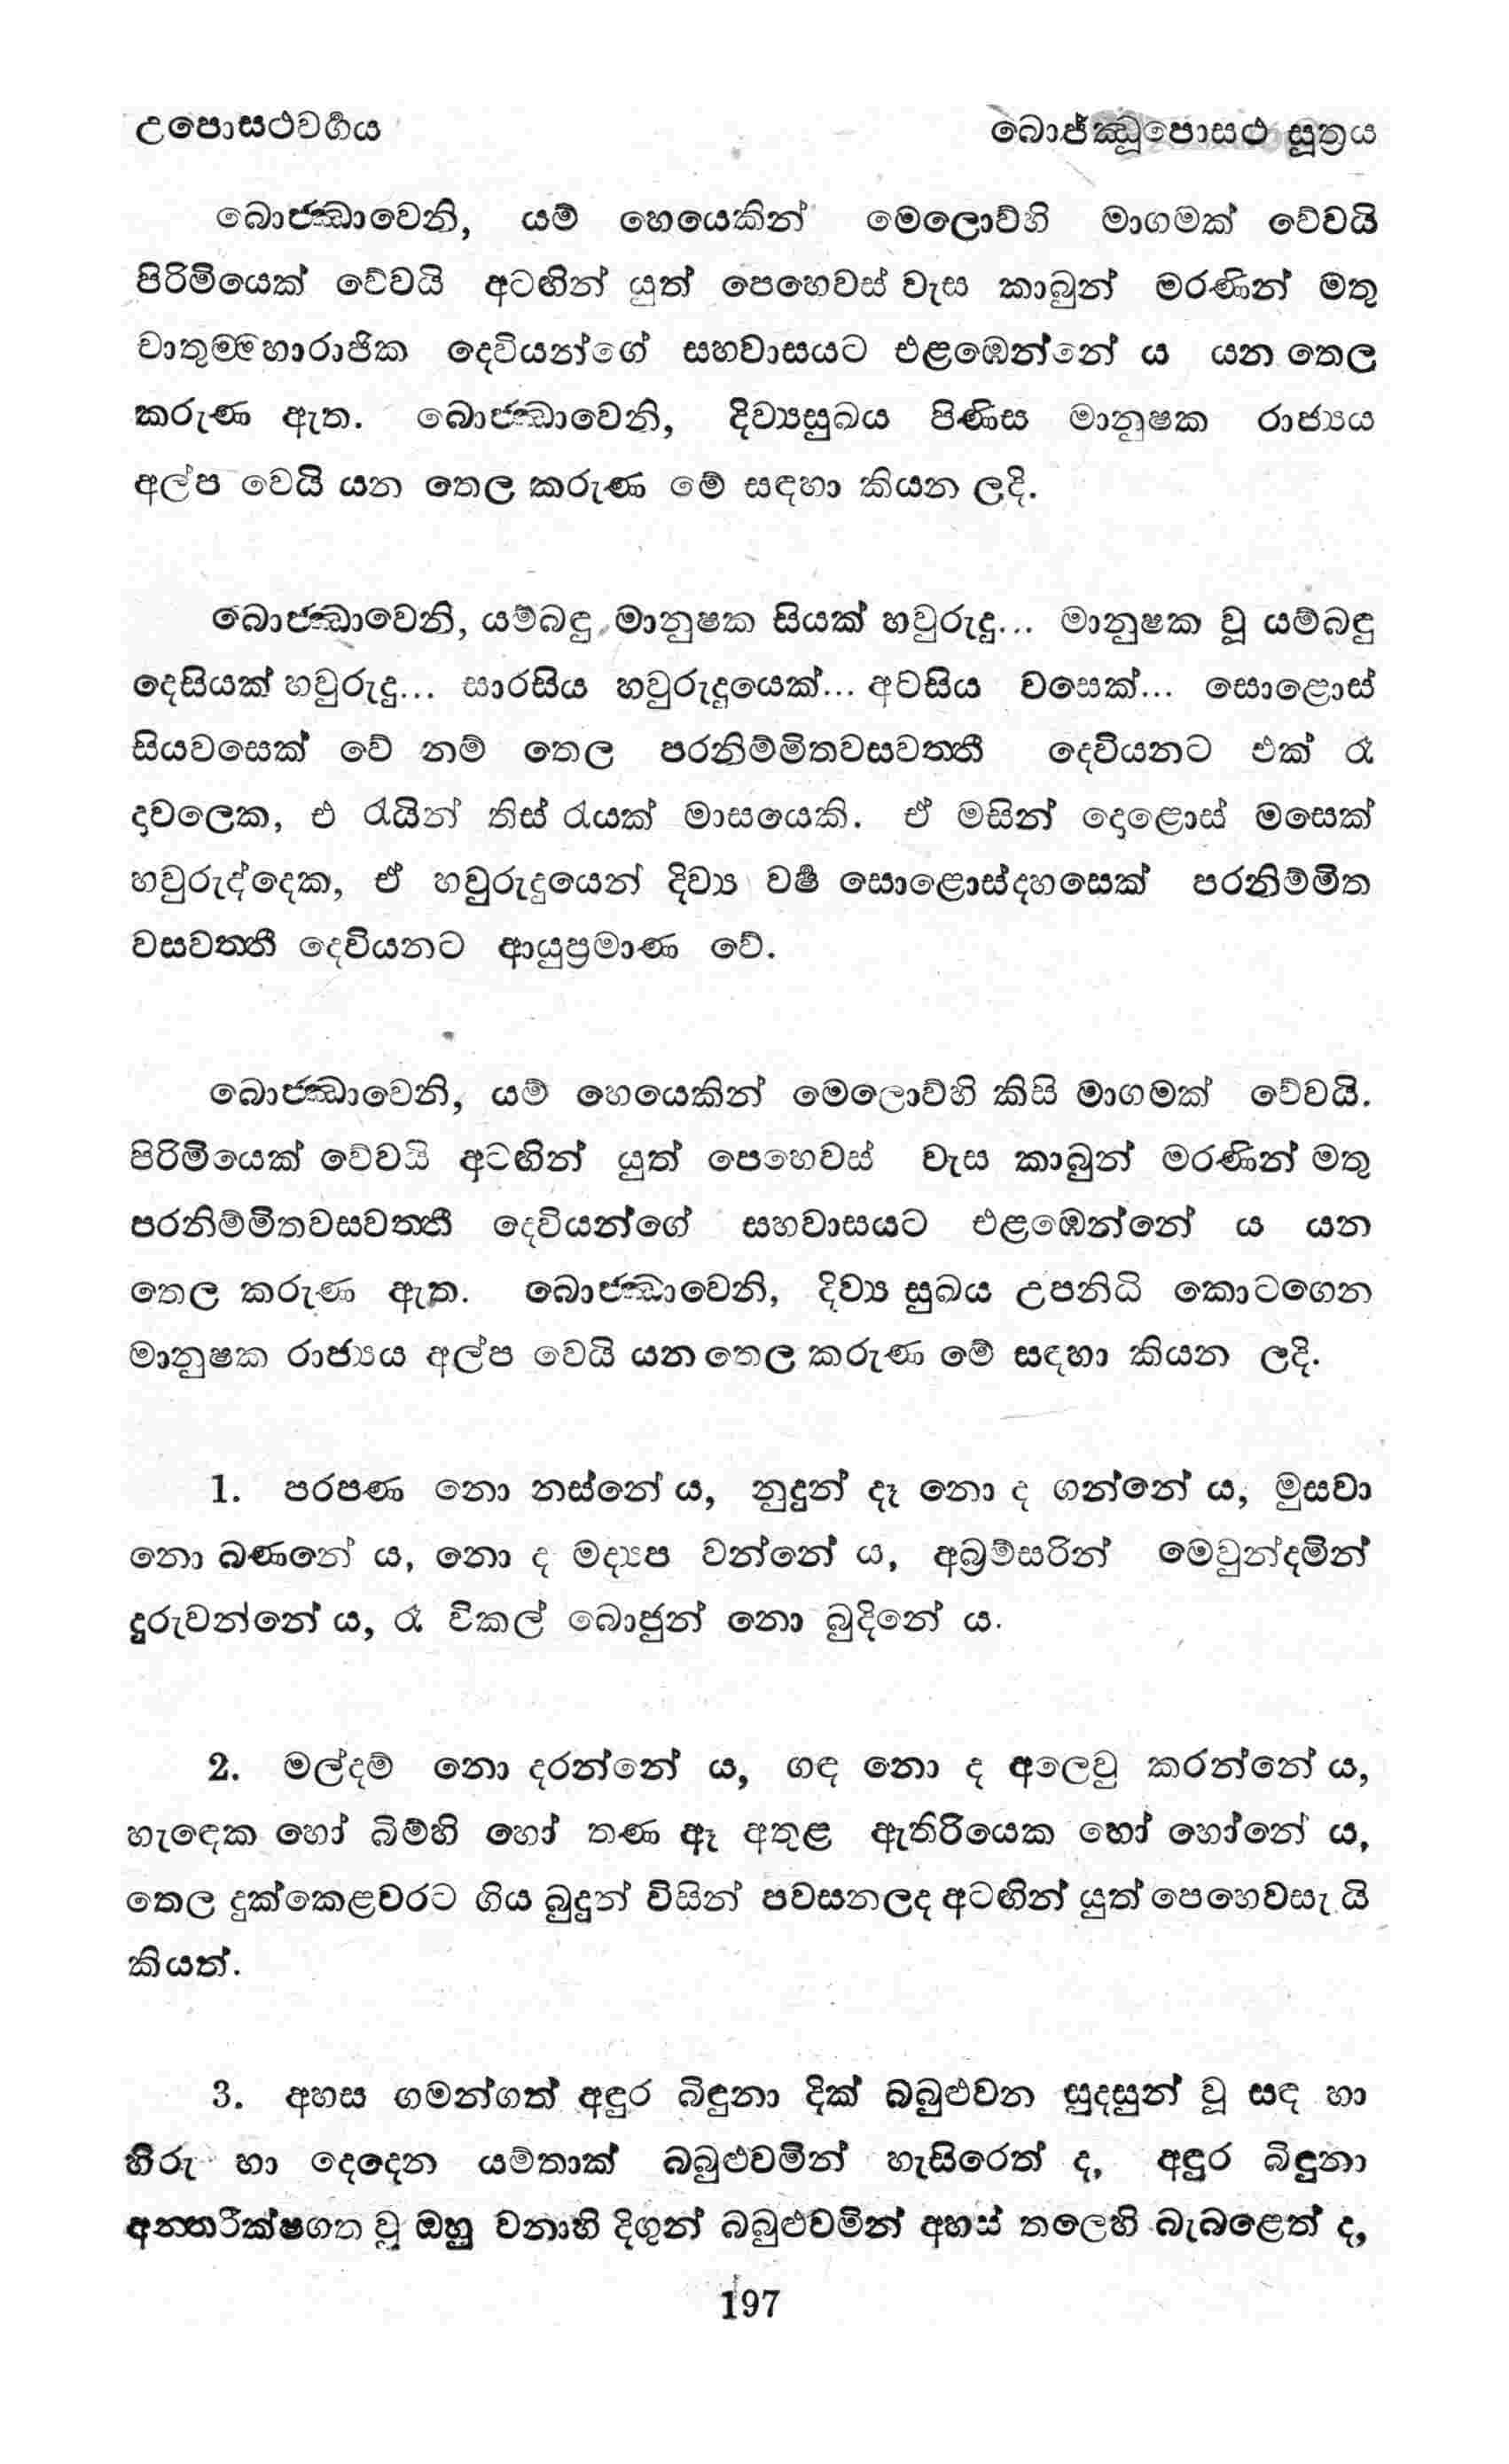 උපොසථවර්‍ගය
බොජ්ඣූපොසථ සූත්‍රය
බොජ්ඣාවෙනි, යම් හෙයෙකින් මෙලොව්හි මාගමක් වේවයි
පිරිමියෙක් වේවයි අටඟින් යුත් පෙහෙවස් වැස කාබුන් මරණින් මතු
චාතුම්මහාරාජික දෙවියන්ගේ සහවාසයට එළඹෙන්නේ ය යන තෙල
කරුණ ඇත. බොජ්ඣාවෙනි, දිව්‍යසුඛය පිණිස මානුෂක රාජ්‍යය
අල්ප වෙයි යන තෙල කරුණ මේ සඳහා කියන ලදි.
බොජ්ඣාවෙනි, යම්බඳු මානුෂක සියක් හවුරුදු... මානුෂක වූ යම්බඳු
දෙසියක් හවුරුදු... සාරසිය හවුරුදුයෙක්... අටසිය වසෙක්... සොළොස්
සියවසෙක් වේ නම් තෙල පරනිම්මිතවසවත්තී දෙවියනට එක් රෑ
දාවලෙක, එ රැයින් තිස් රැයක් මාසයෙකි. ඒ මසින් දොළොස් මසෙක්
හවුරුද්දෙක, ඒ හවුරුදුයෙන් දිව්‍ය වර්‍ෂ සොළොස්දහසෙක් පරනිම්මිත
වසවත්තී දෙවියනට ආයුප්‍රමාණ වේ.
බොජ්ඣාවෙනි, යම් හෙයෙකින් මෙලොව්හි කිසි මාගමක් වේවයි.
පිරිමියෙක් වේවයි අටඟින් යුත් පෙහෙවස් වැස කාබුන් මරණින් මතු
පරනිම්මිතවසවත්තී දෙවියන්ගේ සහවාසයට එළඹෙන්නේ ය යන
තෙල කරුණ ඇත. බොජ්ඣාවෙනි, දිව්‍ය සුඛය උපනිධි කොටගෙන
මානුෂක රාජ්‍යය අල්ප වෙයි යන තෙල කරුණ මේ සඳහා කියන ලදි.
1. පරපණ නො නස්නේ ය, නුදුන් දෑ නො ද ගන්නේ ය, මුසවා
නො බණනේ ය, නො ද මද්‍යප වන්නේ ය, අබ්‍රම්සරින් මෙවුන්දමින්
දුරුවන්නේ ය, රෑ විකල් බොජුන් නො බුදිනේ ය.
2. මල්දම් නො දරන්නේ ය, ගඳ නො ද අලෙවු කරන්නේ ය,
හැඳෙක හෝ බිම්හි හෝ තණ ඈ අතුළ ඇතිරියෙක හෝ හෝනේ ය,
තෙල දුක්කෙළවරට ගිය බුදුන් විසින් පවසනලද අටඟින් යුත් පෙහෙවසැ යි
කියත්.
3. අහස ගමන්ගත් අඳුර බිඳුනා දික් බබුළුවන සුදසුන් වූ සඳ හා
හිරු හා දෙදෙන යම්තාක් බබුළුවමින් හැසිරෙත් ද, අඳුර බිඳුනා
අන්තරීක්ෂගත වූ ඔහු වනාහි දිගුන් බබුළුවමින් අහස් තලෙහි බැබළෙත් ද,
197